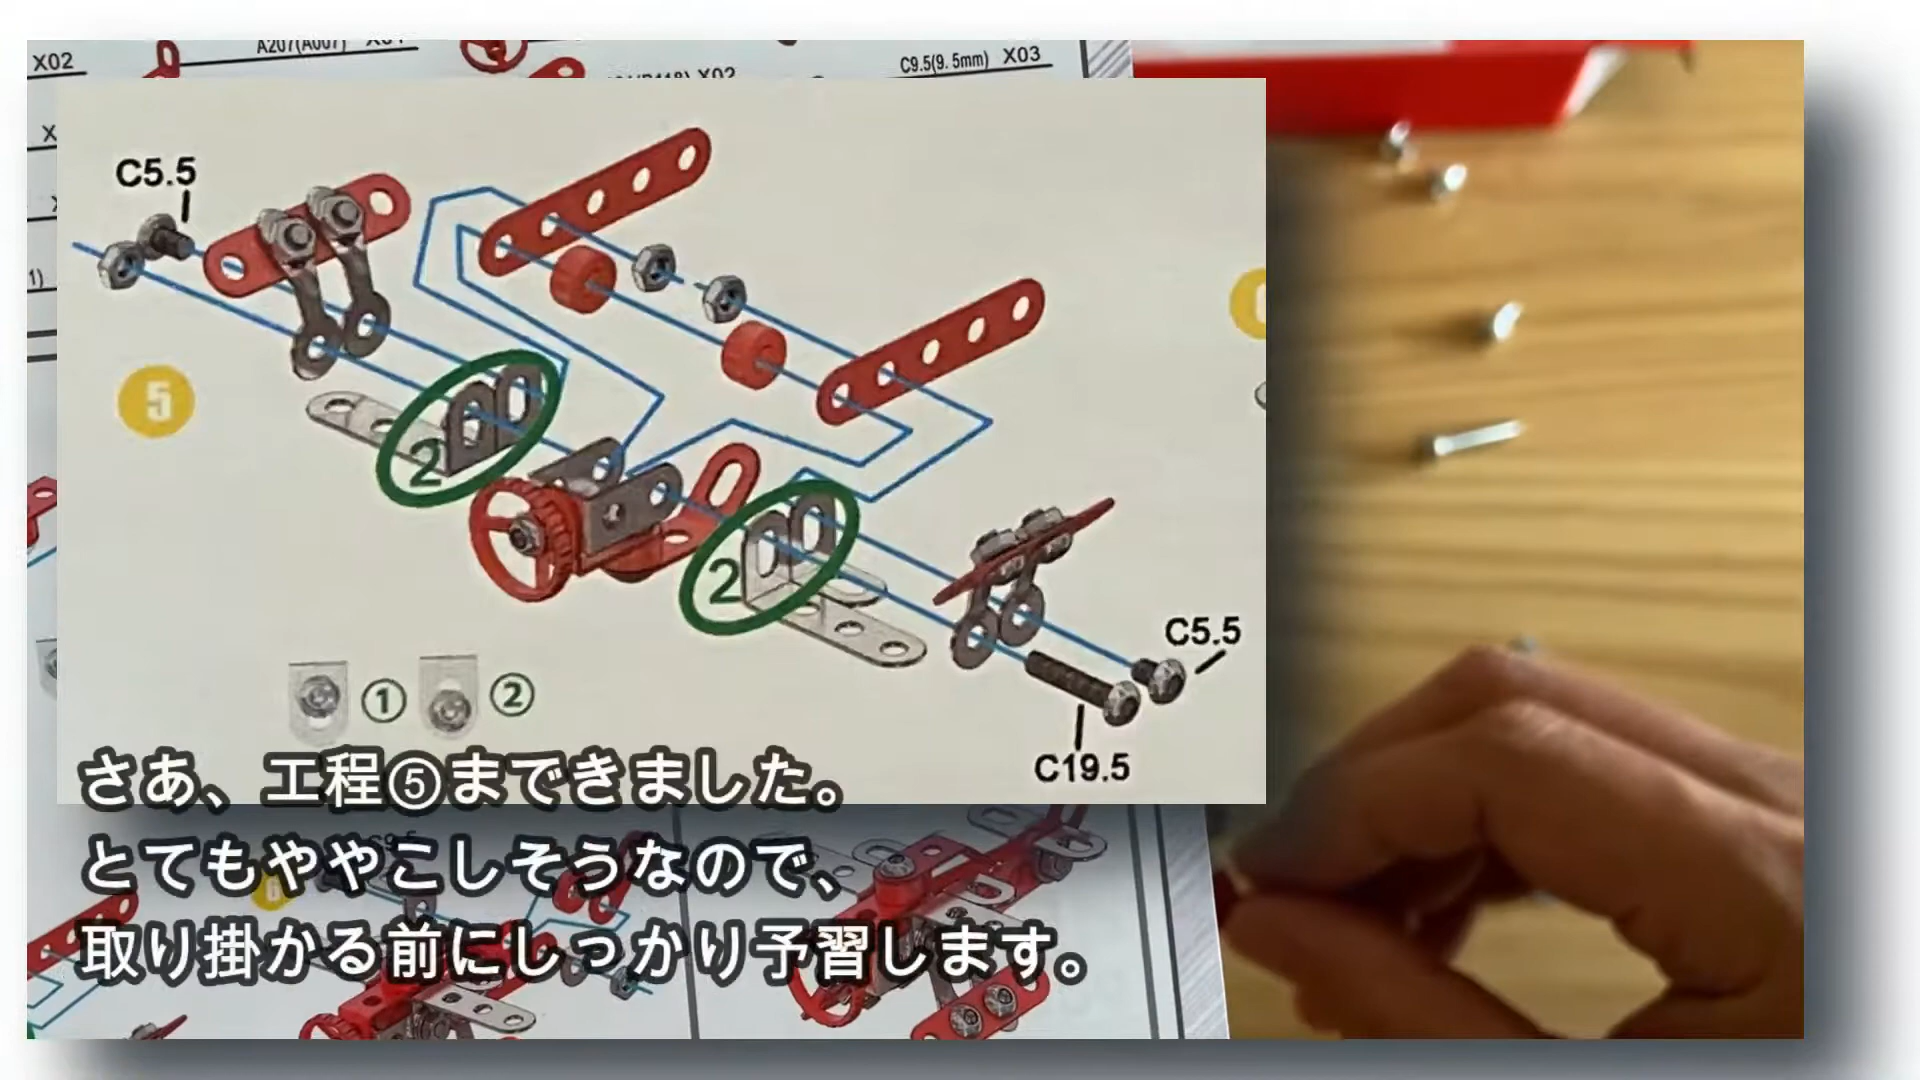 X02
A207(A007)
C9.5(9.5mm) X03
X02
C5.5
5
2
2
C5.5
① ②
C19.5
さあ、工程⑤まできました。
とてもややこしそうなので、
取り掛かる前にしっかり予習します。
6